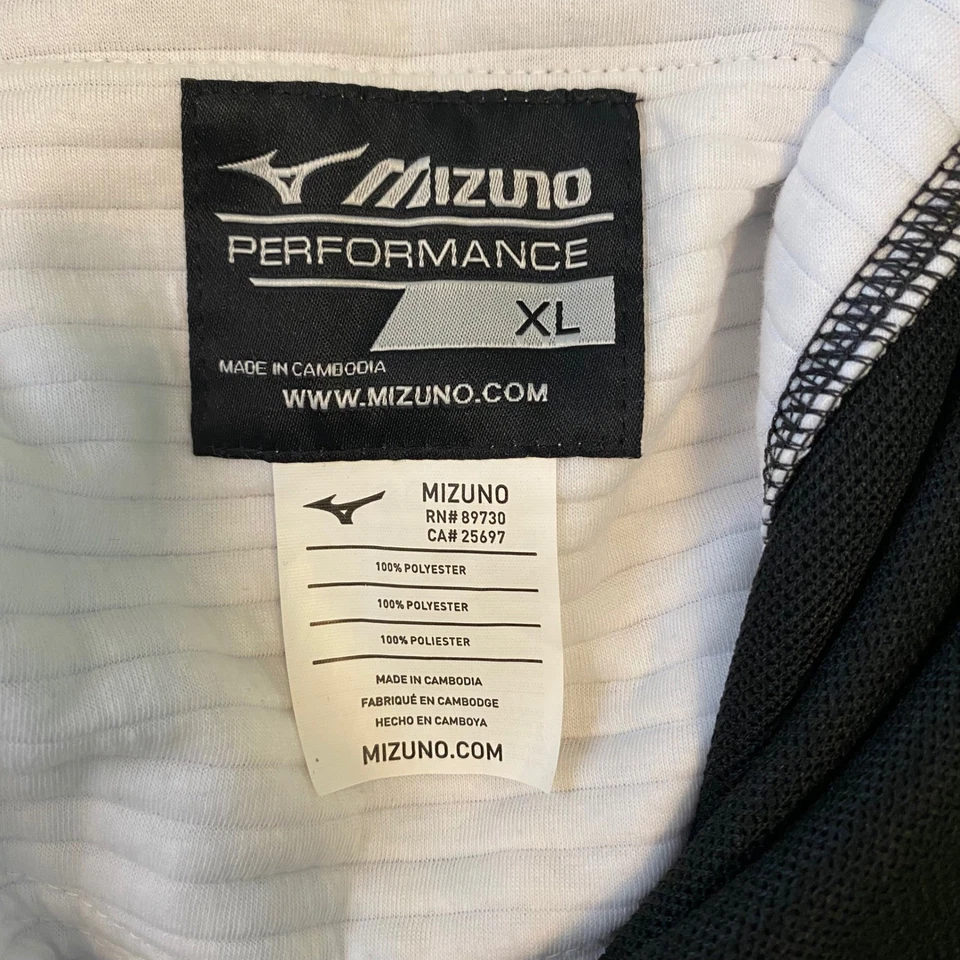 MIZUNO
PERFORMANCE
XL
MADE IN CAMBODIA
WWW.MIZUNO.COM
MIZUNO
RN# 89730
CA# 25697
100% POLYESTER
100% POLYESTER
100% POLIESTER
MADE IN CAMBODIA
FABRIQUÉ EN CAMBODGE
HECHO EN CAMBOYA
MIZUNO.COM